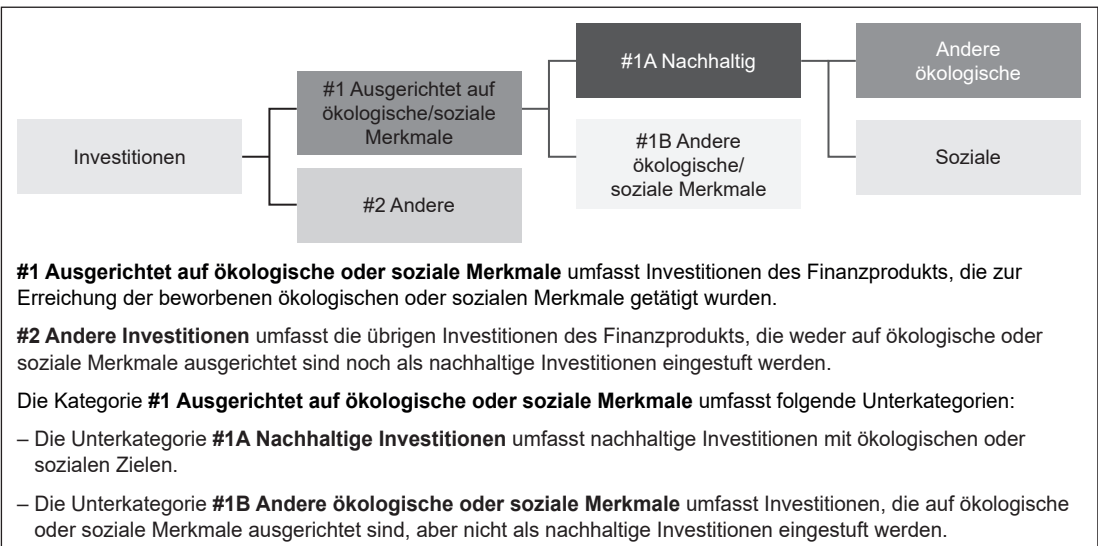 Investitionen
#1 Ausgerichtet auf
ökologische/soziale
Merkmale
#2 Andere
#1A Nachhaltig
#1B Andere
ökologische/
soziale Merkmale
Andere
ökologische
Soziale
#1 Ausgerichtet auf ökologische oder soziale Merkmale umfasst Investitionen des Finanzprodukts, die zur
Erreichung der beworbenen ökologischen oder sozialen Merkmale getätigt wurden.
#2 Andere Investitionen umfasst die übrigen Investitionen des Finanzprodukts, die weder auf ökologische oder
soziale Merkmale ausgerichtet sind noch als nachhaltige Investitionen eingestuft werden.
Die Kategorie #1 Ausgerichtet auf ökologische oder soziale Merkmale umfasst folgende Unterkategorien:
– Die Unterkategorie #1A Nachhaltige Investitionen umfasst nachhaltige Investitionen mit ökologischen oder
sozialen Zielen.
– Die Unterkategorie #1B Andere ökologische oder soziale Merkmale umfasst Investitionen, die auf ökologische
oder soziale Merkmale ausgerichtet sind, aber nicht als nachhaltige Investitionen eingestuft werden.